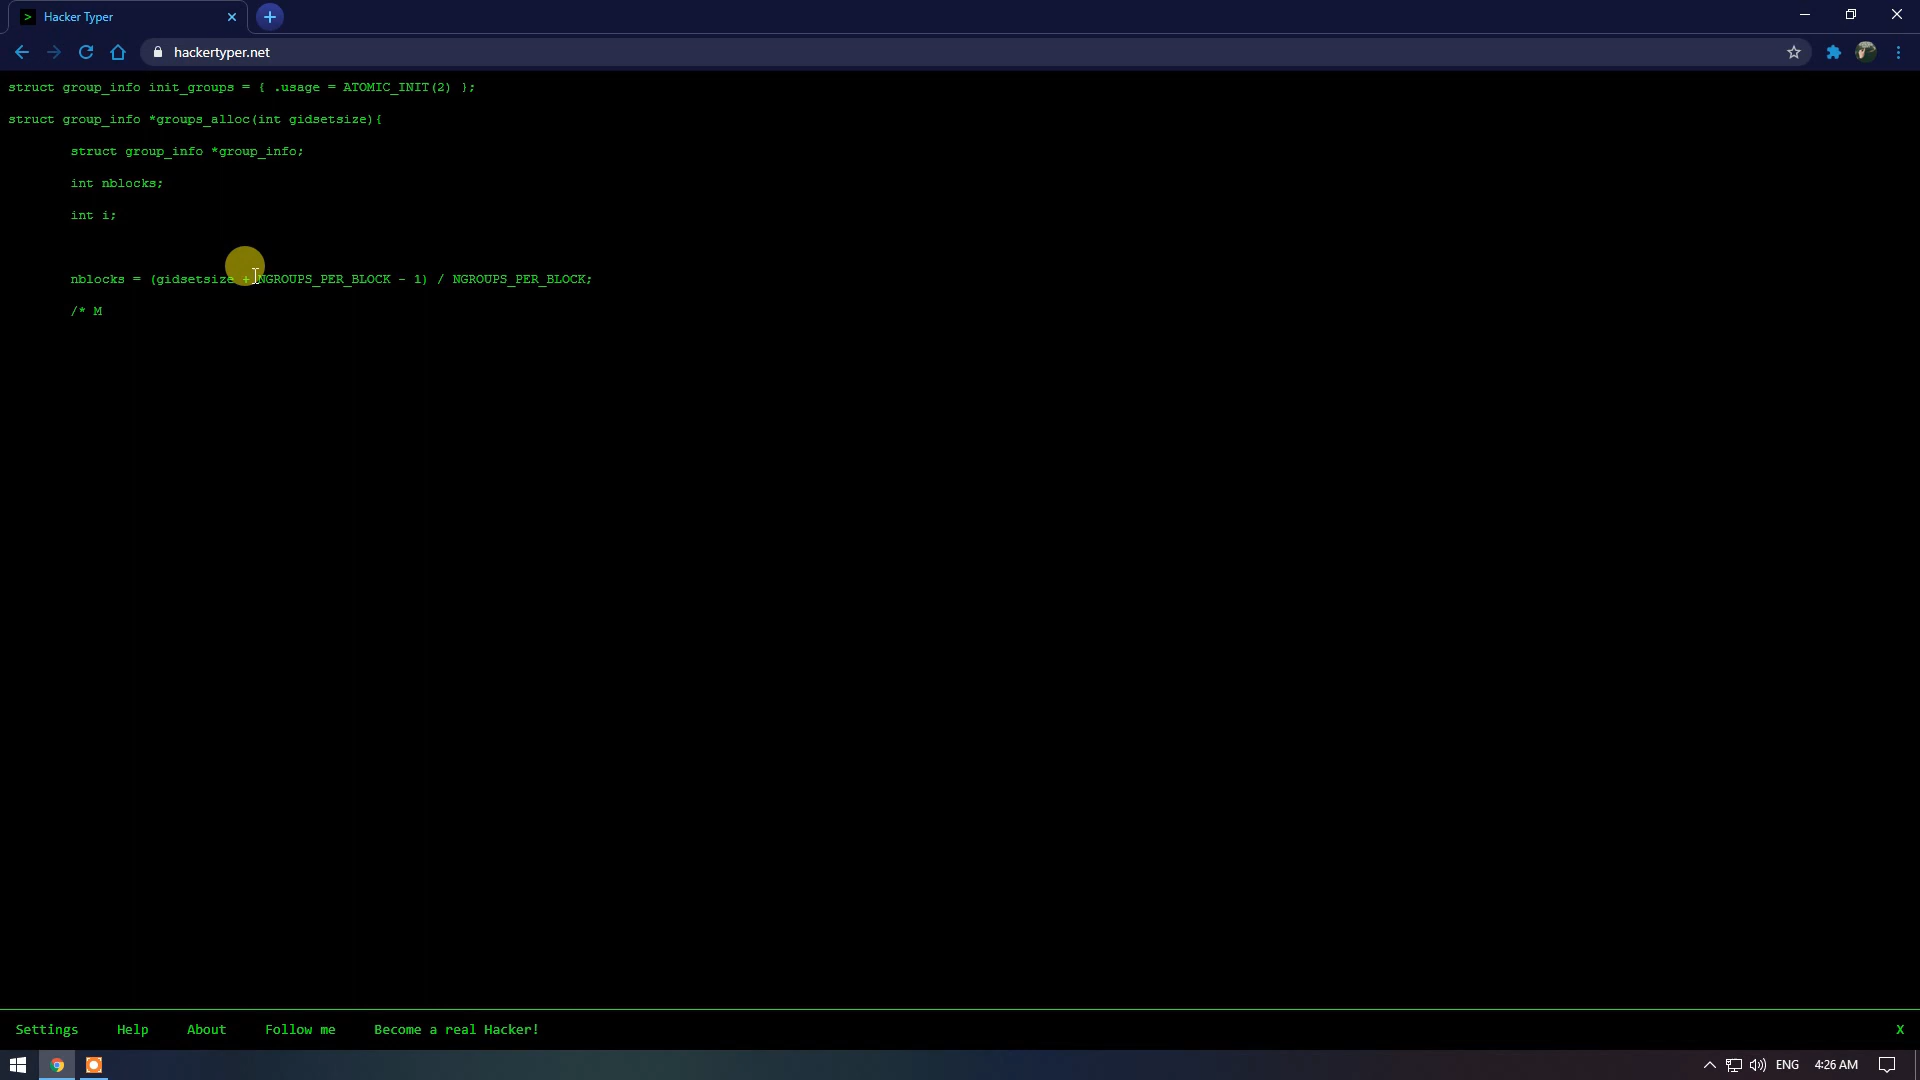 > Hacker Typer
hackertyper.net
struct group_info init_groups = { .usage = ATOMIC_INIT(2) };
struct group_info *groups_alloc(int gidsetsize){
struct group_info *group_info;
int nblocks;
int i;
nblocks = (gidsetsize + NGROUPS_PER_BLOCK - 1) / NGROUPS_PER_BLOCK;
/* M
Settings Help About Follow me Become a real Hacker! X
ENG 4:26 AM